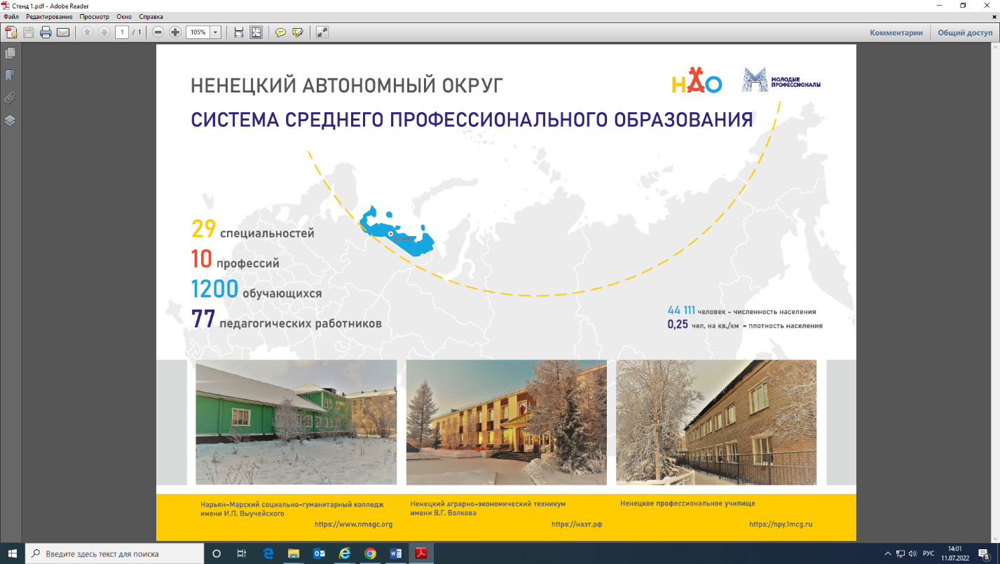 Стенд 1.pdf - Adobe Reader
Файл Редактирование Просмотр Окно Справка
1 / 1 105% Комментарии Общий доступ
НЕНЕЦКИЙ АВТОНОМНЫЙ ОКРУГ
НАО
МОЛОДЫЕ
ПРОФЕССИОНАЛЫ
СИСТЕМА СРЕДНЕГО ПРОФЕССИОНАЛЬНОГО ОБРАЗОВАНИЯ
29 специальностей
10 профессий
1200 обучающихся
77 педагогических работников
44 111 человек - численность населения
0,25 чел. на кв./км - плотность населения
Нарьян-Марский социально-гуманитарный колледж
имени И.П. Выучейского
https://www.nmsgc.org
Ненецкий аграрно-экономический техникум
имени В.Г. Волкова
https://наэт.рф
Ненецкое профессиональное училище
https://npy.1mcg.ru
Введите здесь текст для поиска
РУС
14:01
11.07.2022
8